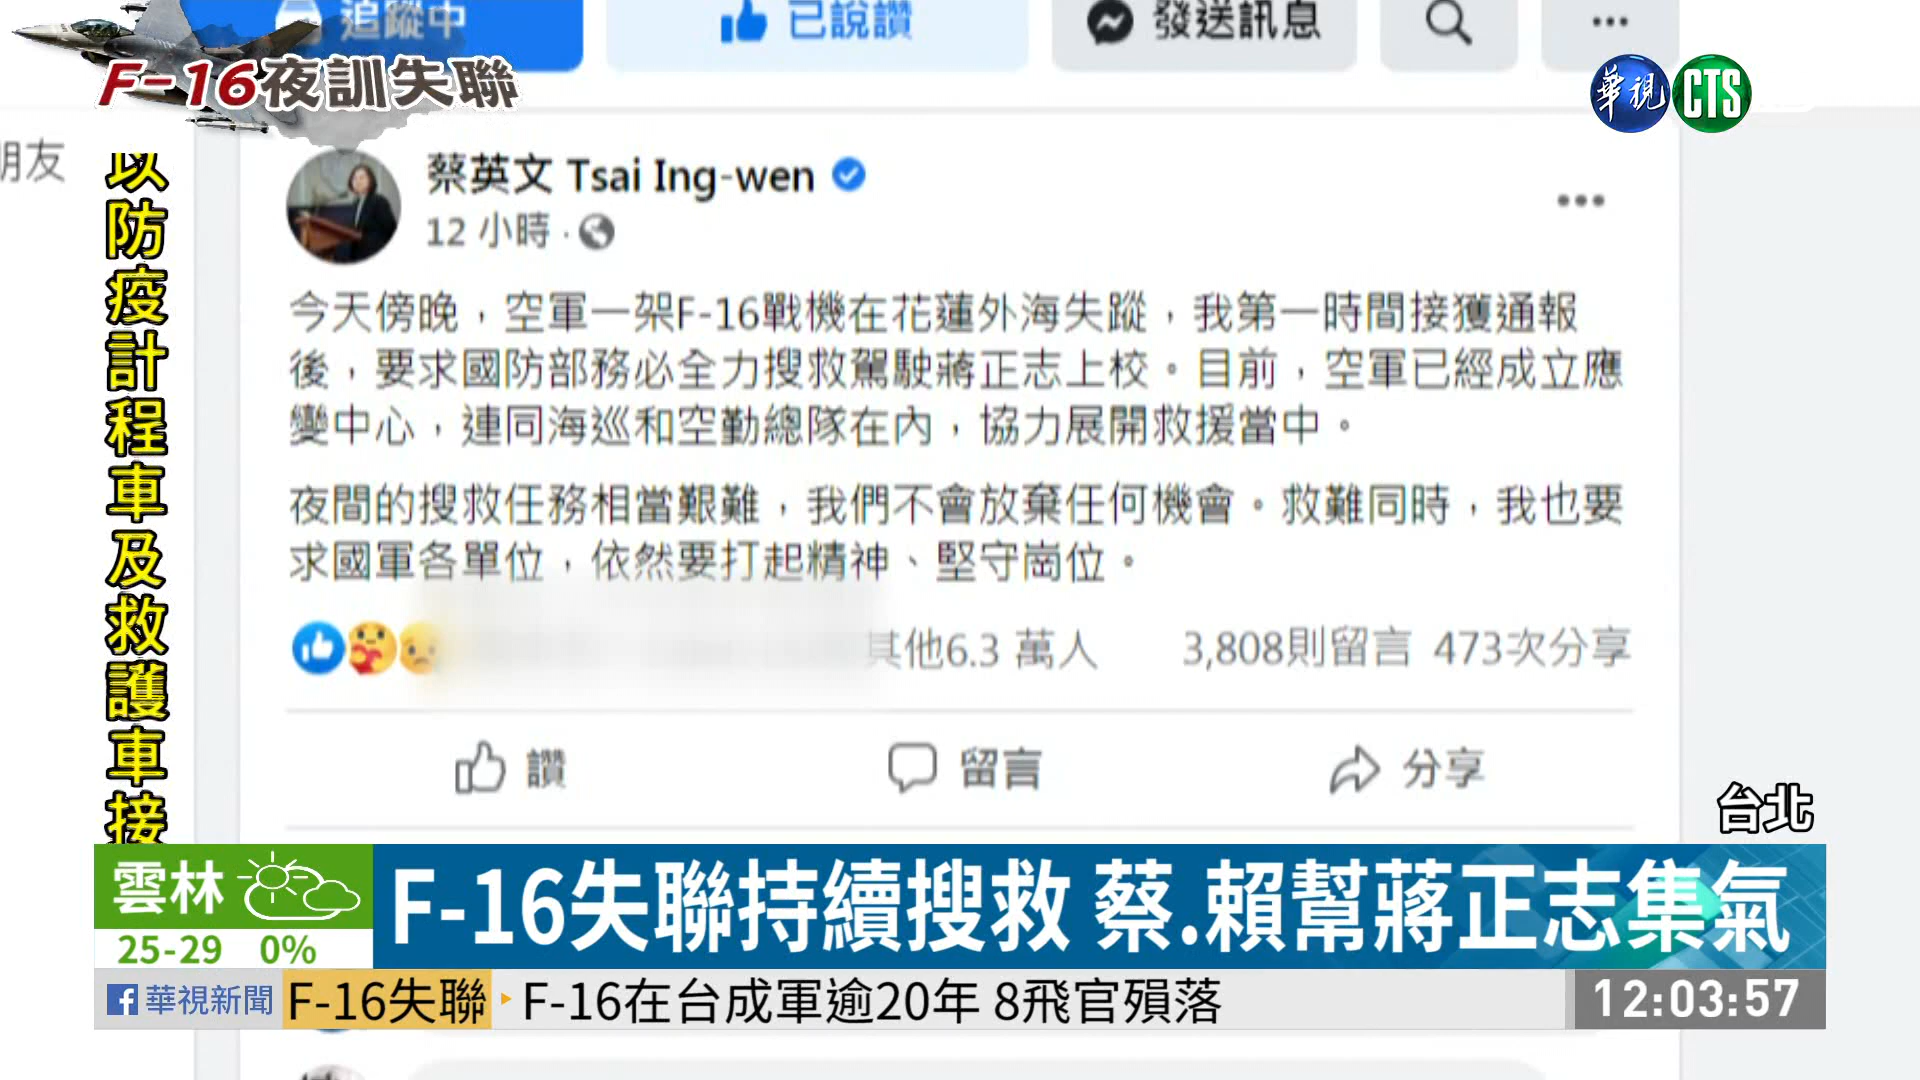 追蹤中
已說讚
發送訊息
F-16夜訓失聯
華視 CTS
朋友
以防疫計程車及救護車接
蔡英文 Tsai Ing-wen
12 小時 ·
今天傍晚，空軍一架F-16戰機在花蓮外海失蹤，我第一時間接獲通報
後，要求國防部務必全力搜救駕駛蔣正志上校。目前，空軍已經成立應
變中心，連同海巡和空勤總隊在內，協力展開救援當中。
夜間的搜救任務相當艱難，我們不會放棄任何機會。救難同時，我也要
求國軍各單位，依然要打起精神、堅守崗位。
其他6.3 萬人
3,808則留言 473次分享
讚
留言
分享
台北
雲林
25-29 0%
F-16失聯持續搜救 蔡.賴幫蔣正志集氣
華視新聞
F-16失聯
F-16在台成軍逾20年 8飛官殞落
12:03:57